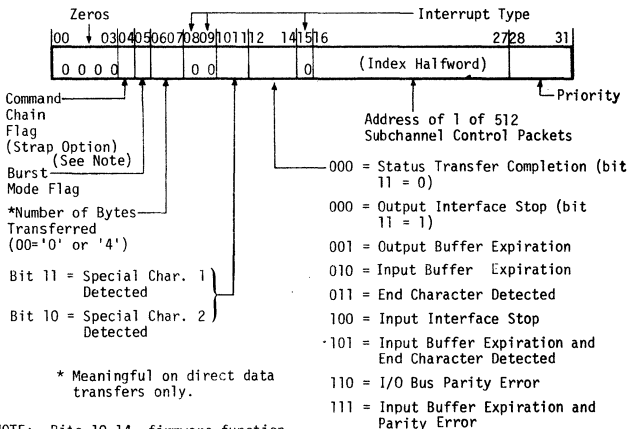 Zeros
Interrupt Type
00 03 04 05 06 07 08 09 10 11 12 14 15 16 27 28 31
0 0 0 0 0 0 0 (Index Halfword)
Command
Chain
Flag
(Strap Option)
(See Note)
Burst
Mode Flag
*Number of Bytes
Transferred
(00='0' or '4')
Bit 11 = Special Char. 1
Detected
Bit 10 = Special Char. 2
Detected
* Meaningful on direct data
transfers only.
Priority
Address of 1 of 512
Subchannel Control Packets
000 = Status Transfer Completion (bit
11 = 0)
000 = Output Interface Stop (bit
11 = 1)
001 = Output Buffer Expiration
010 = Input Buffer Expiration
011 = End Character Detected
100 = Input Interface Stop
101 = Input Buffer Expiration and
End Character Detected
110 = I/O Bus Parity Error
111 = Input Buffer Expiration and
Parity Error
NOTE: Bits 10-14, firmware function